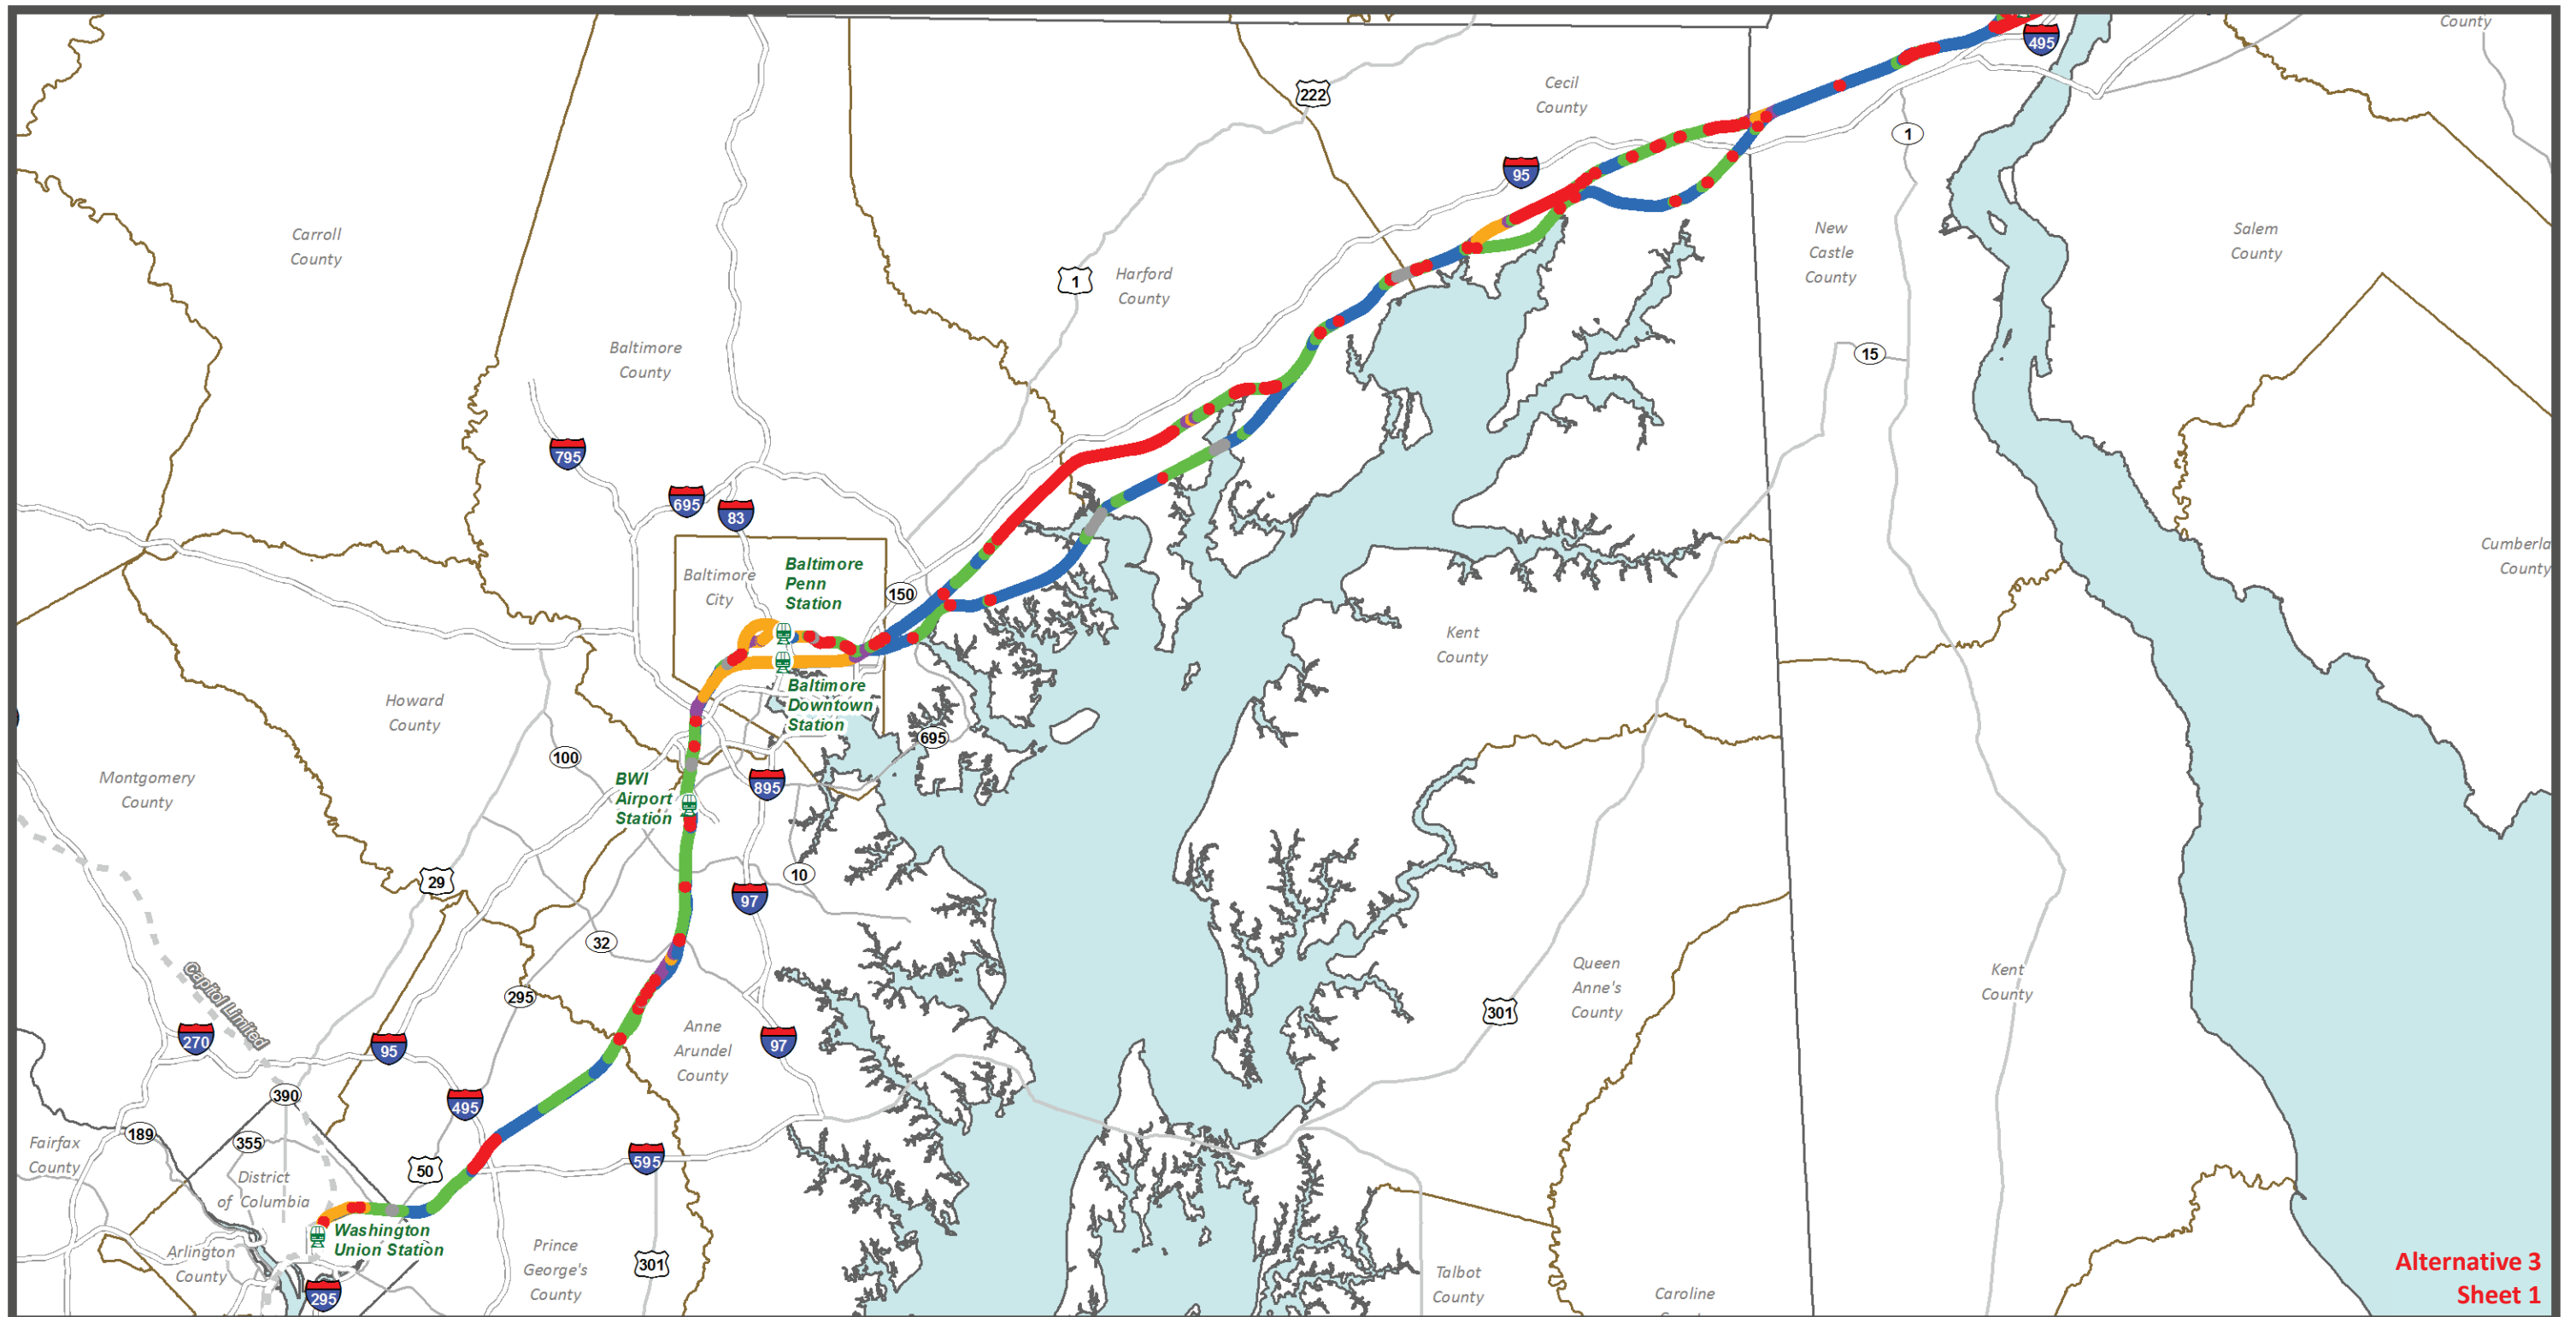 County
495
222
Cecil
County
1
95
Carroll
County
New
Castle
County
Salem
County
1
Harford
County
Baltimore
County
15
795
695
83
Cumberla
County
Baltimore
Penn
Station
Baltimore
City
150
Kent
County
Baltimore
Downtown
Station
Howard
County
695
100
Montgomery
County
BWI
Airport
Station
895
29
10
97
32
Queen
Anne's
County
Kent
County
295
301
Capitol Limited
Anne
Arundel
County
270
95
97
390
495
189
355
Fairfax
County
50
595
District
of Columbia
Washington
Union Station
Arlington
County
Prince
George's
County
301
295
Talbot
County
Caroline
Alternative 3
Sheet 1